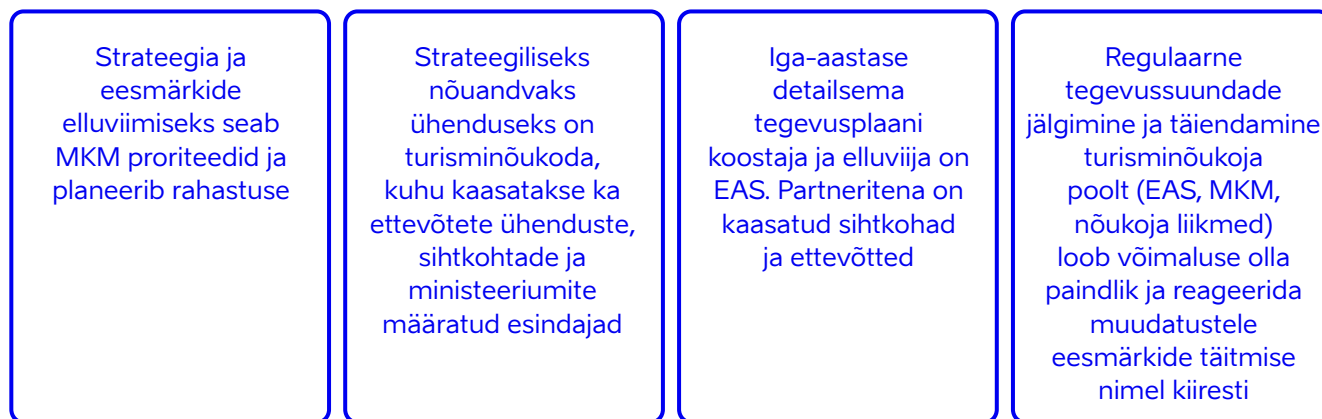 Strateegia ja
eesmärkide
elluviimiseks seab
MKM proriteedid ja
planeerib rahastuse
Strateegiliseks
nõuandvaks
ühenduseks on
turisminõukoda,
kuhu kaasatakse ka
ettevõtete ühenduste,
sihtkohtade ja
ministeeriumite
määratud esindajad
Iga-aastase
detailsema
tegevusplaani
koostaja ja elluviija on
EAS. Partneritena on
kaasatud sihtkohad
ja ettevõtted
Regulaarne
tegevussuundade
jälgimine ja täiendamine
turisminõukoja
poolt (EAS, MKM,
nõukoja liikmed)
loob võimaluse olla
paindlik ja reageerida
muudatustele
eesmärkide täitmise
nimel kiiresti